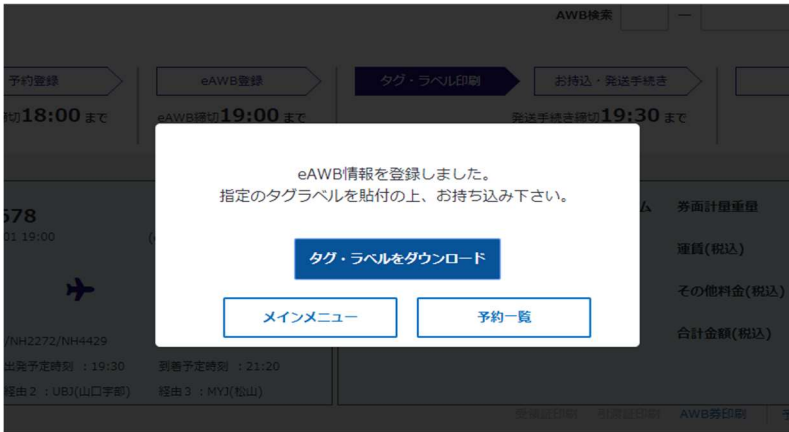 AWB検索 —
予約登録 eAWB登録 タグ・ラベル印刷 お持込・発送手続き
切18:00 まで eAWB締切19:00 まで 発送手続き締切19:30 まで
eAWB情報を登録しました。
指定のタグラベルを貼付の上、お持ち込み下さい。
タグ・ラベルをダウンロード
メインメニュー 予約一覧
578
01 19:00
ム 券面計量重量
運賃(税込)
その他料金(税込)
合計金額(税込)
/NH2272/NH4429
出発予定時刻 :19:30 到着予定時刻 :21:20
経由2 :UBJ(山口宇部) 経由3 :MYJ(松山)
AWB券印刷